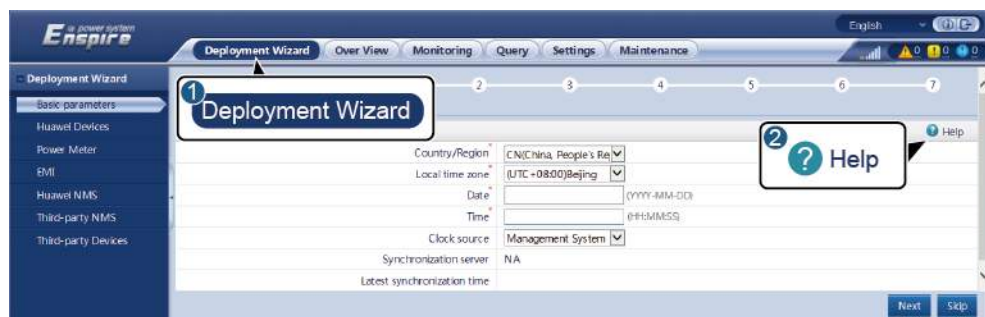 Enspire
English
Deployment Wizard Over View Monitoring Query Settings Maintenance
0 0 0
Deployment Wizard
Basic parameters
Huawei Devices
Power Meter
EMI
Huawei NMS
Third-party NMS
Third-party Devices
1
Deployment Wizard
2 3 4 5 6 7
Help
2
? Help
Country/Region* CN(China, People's Re
Local time zone* (UTC+08:00)Beijing
Date* (YYYY-MM-DD)
Time* (HH:MM:SS)
Clock source Management System
Synchronization server NA
Latest synchronization time
Next Skip